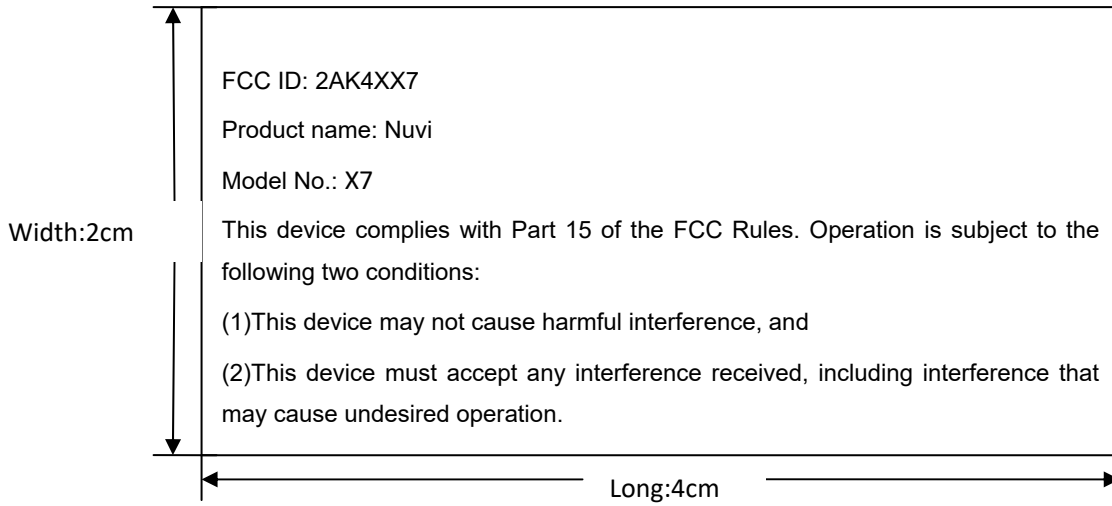 FCC ID: 2AK4XX7
Product name: Nuvi
Model No.: X7
Width:2cm
This device complies with Part 15 of the FCC Rules. Operation is subject to the
following two conditions:
(1)This device may not cause harmful interference, and
(2)This device must accept any interference received, including interference that
may cause undesired operation.
Long:4cm